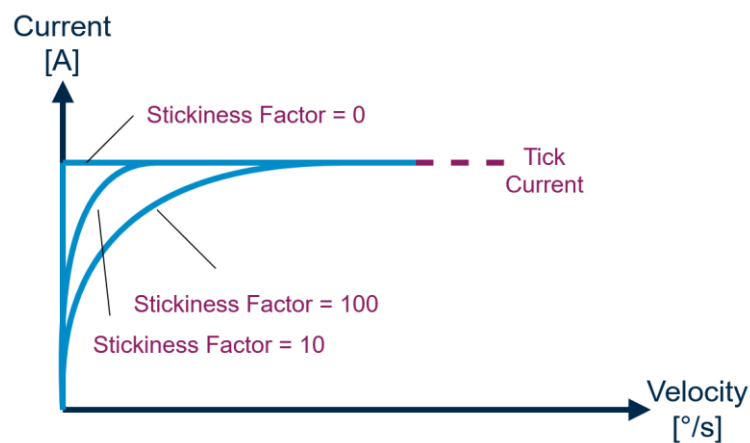 Current
[A]
Stickiness Factor = 0
Tick
Current
Stickiness Factor = 100
Stickiness Factor = 10
Velocity
[°/s]